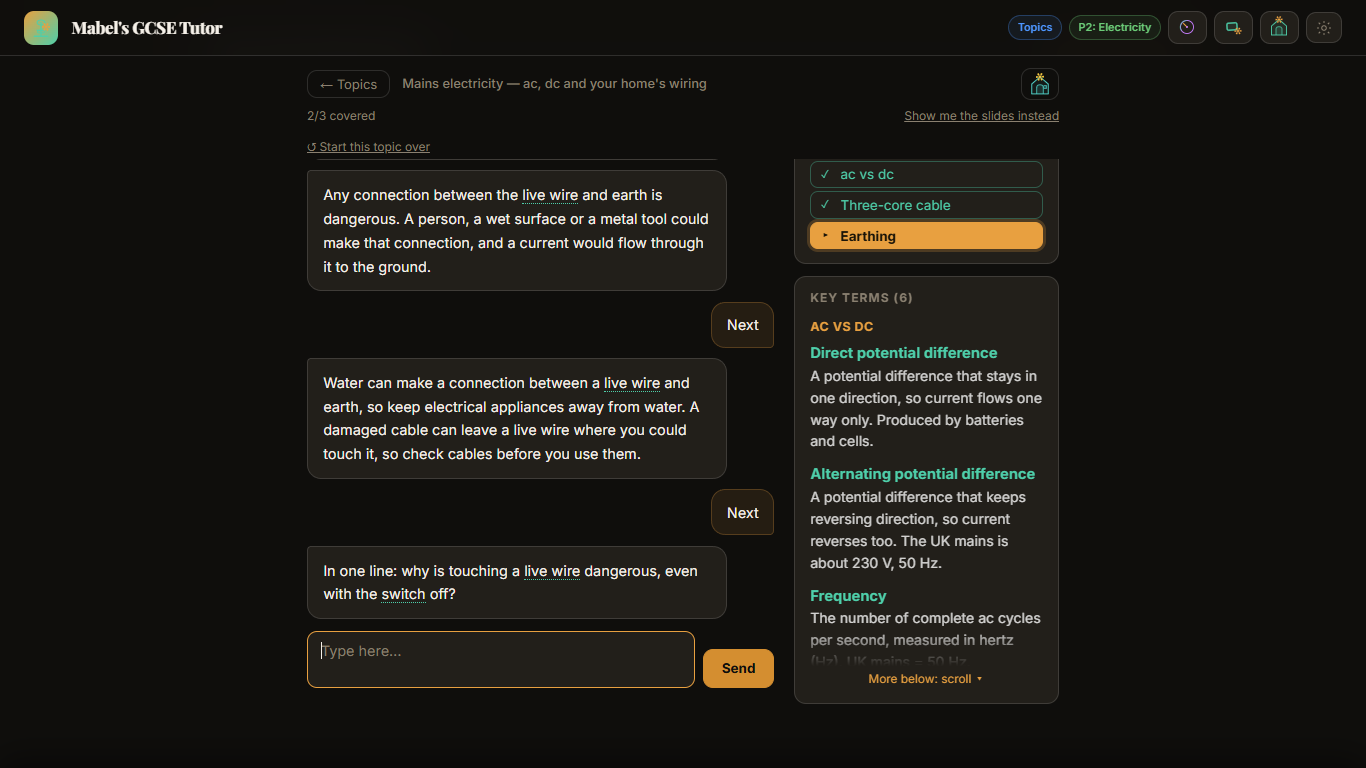 Mabel's GCSE Tutor
Topics
P2: Electricity
← Topics
Mains electricity — ac, dc and your home's wiring
2/3 covered
Show me the slides instead
↺ Start this topic over
Any connection between the live wire and earth is
dangerous. A person, a wet surface or a metal tool could
make that connection, and a current would flow through
it to the ground.
Next
Water can make a connection between a live wire and
earth, so keep electrical appliances away from water. A
damaged cable can leave a live wire where you could
touch it, so check cables before you use them.
Next
In one line: why is touching a live wire dangerous, even
with the switch off?
Type here...
Send
✓ ac vs dc
✓ Three-core cable
‣ Earthing
KEY TERMS (6)
AC VS DC
Direct potential difference
A potential difference that stays in
one direction, so current flows one
way only. Produced by batteries
and cells.
Alternating potential difference
A potential difference that keeps
reversing direction, so current
reverses too. The UK mains is
about 230 V, 50 Hz.
Frequency
The number of complete ac cycles
per second, measured in hertz
(Hz). UK mains = 50 Hz.
More below: scroll ▾